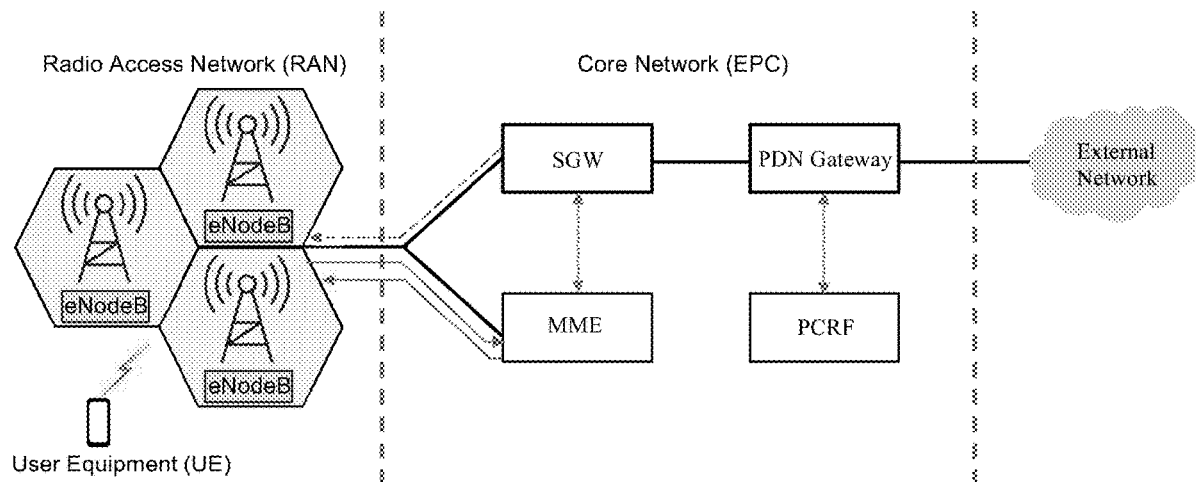 Radio Access Network (RAN)
Core Network (EPC)
eNodeB
eNodeB
eNodeB
SGW
PDN Gateway
External
Network
MME
PCRF
User Equipment (UE)